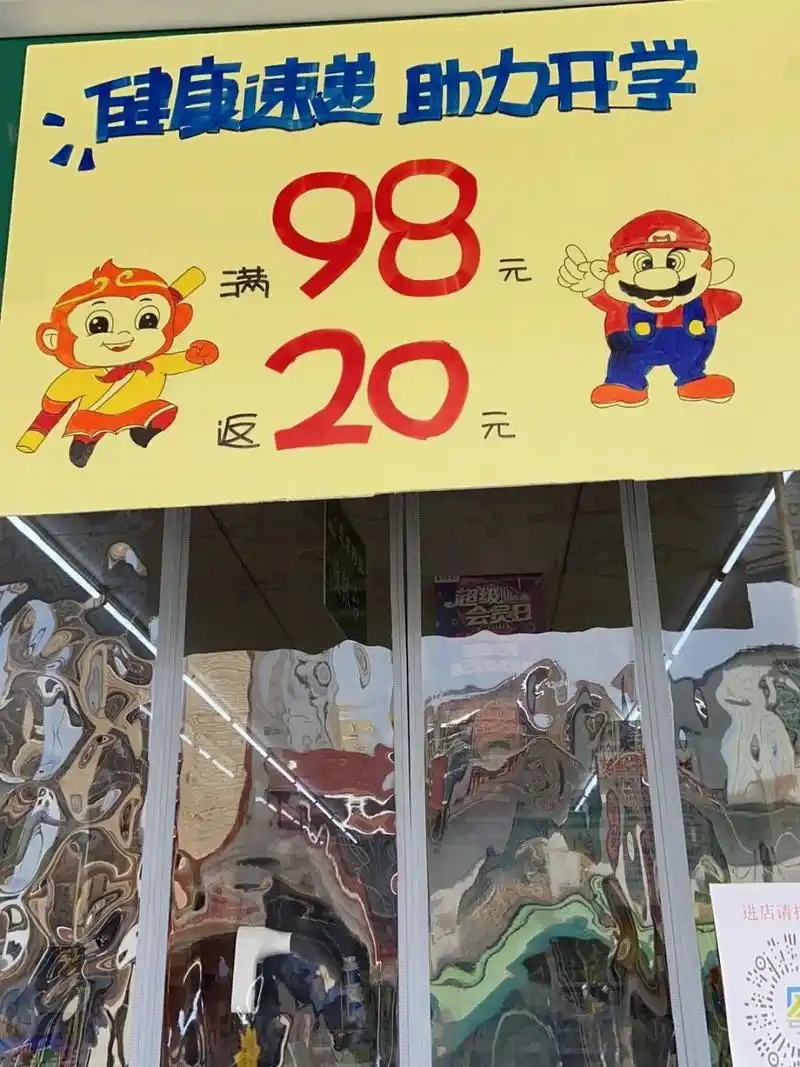 健康速递 助力开学
满 98 元
返 20 元
超级
会员日
进店请